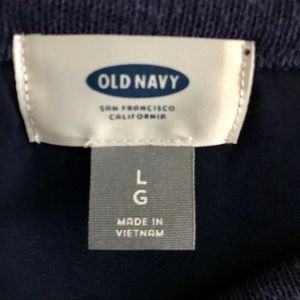 OLD NAVY
SAN FRANCISCO
CALIFORNIA
L
G
MADE IN
VIETNAM